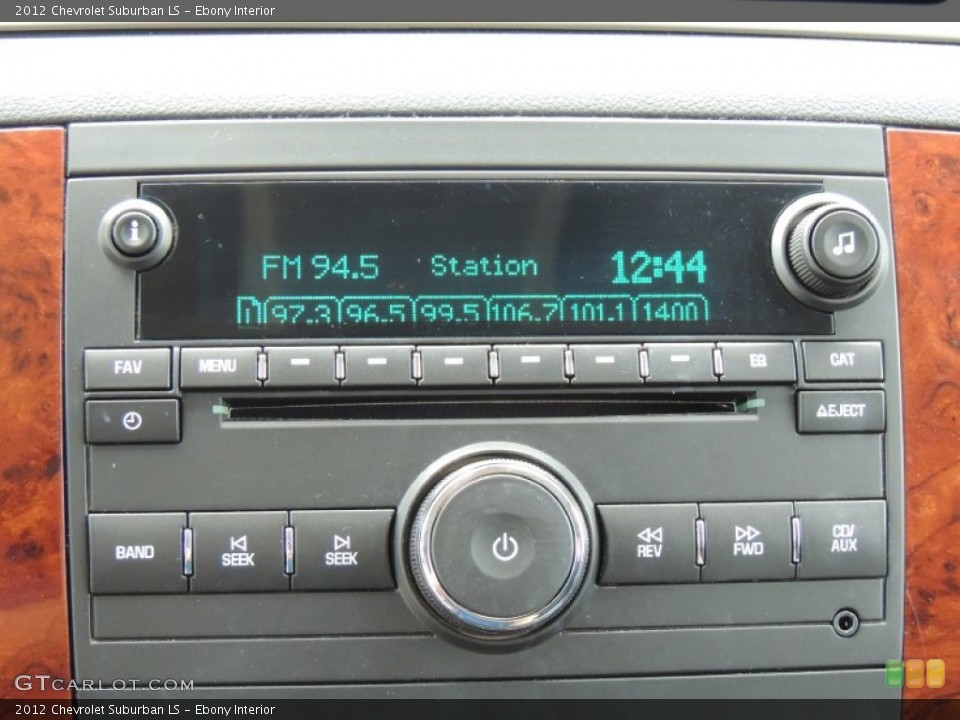 2012 Chevrolet Suburban LS - Ebony Interior
FM 94.5 Station 12:44
97.3 96.5 99.5 106.7 101.1 1400
FAV MENU EQ CAT
EJECT
BAND SEEK SEEK REV FWD CD/
AUX
GTCARLOT.COM
2012 Chevrolet Suburban LS - Ebony Interior